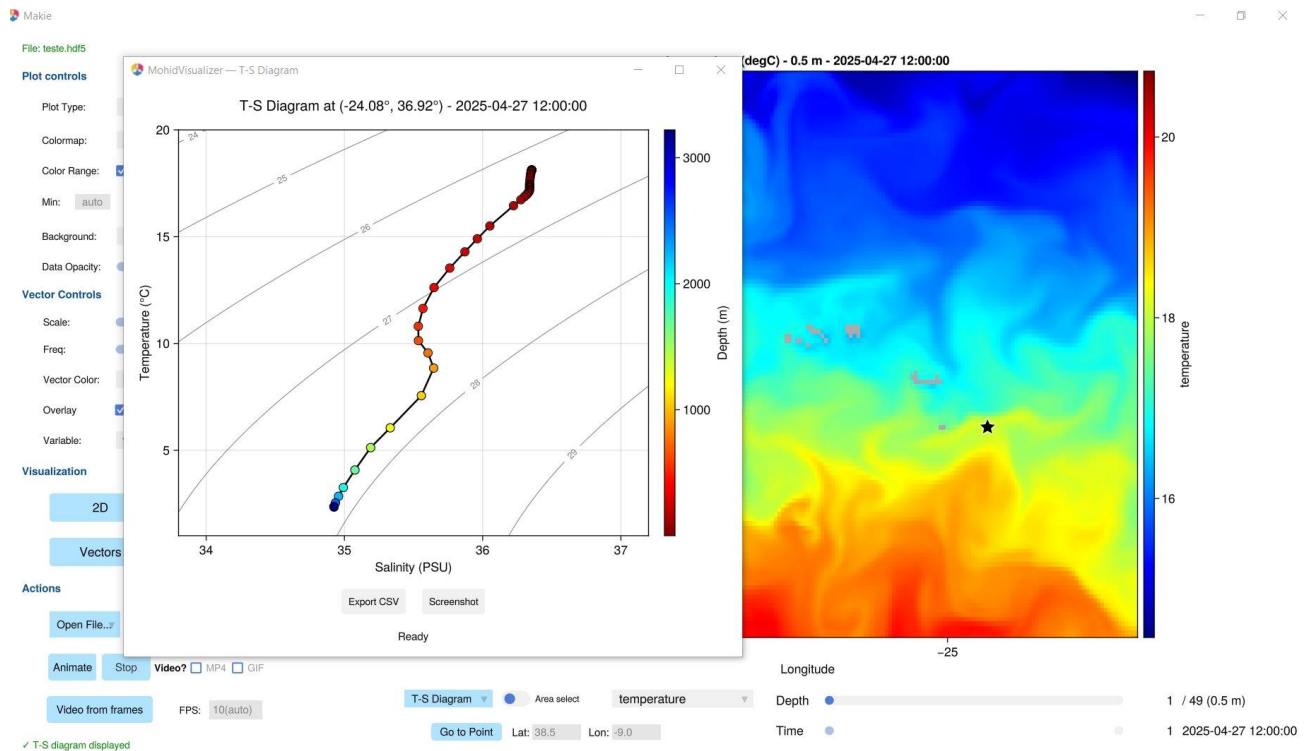 Makie
File: teste.hdf5
Plot controls
Plot Type:
Colormap:
Color Range:
Min: auto
Background:
Data Opacity:
Vector Controls
Scale:
Freq:
Vector Color:
Overlay
Variable:
Visualization
2D
Vectors
Actions
Open File...
Animate Stop Video? MP4 GIF
Video from frames FPS: 10(auto)
✓ T-S diagram displayed
MohidVisualizer — T-S Diagram
T-S Diagram at (-24.08°, 36.92°) - 2025-04-27 12:00:00
Temperature (°C)
20
15
10
5
24
25
26
27
28
29
34 35 36 37
Salinity (PSU)
3000
2000
1000
Depth (m)
Export CSV Screenshot
Ready
(degC) - 0.5 m - 2025-04-27 12:00:00
20
18
16
temperature
−25
Longitude
T-S Diagram Area select temperature
Go to Point Lat: 38.5 Lon: -9.0
Depth 1 / 49 (0.5 m)
Time 1 2025-04-27 12:00:00